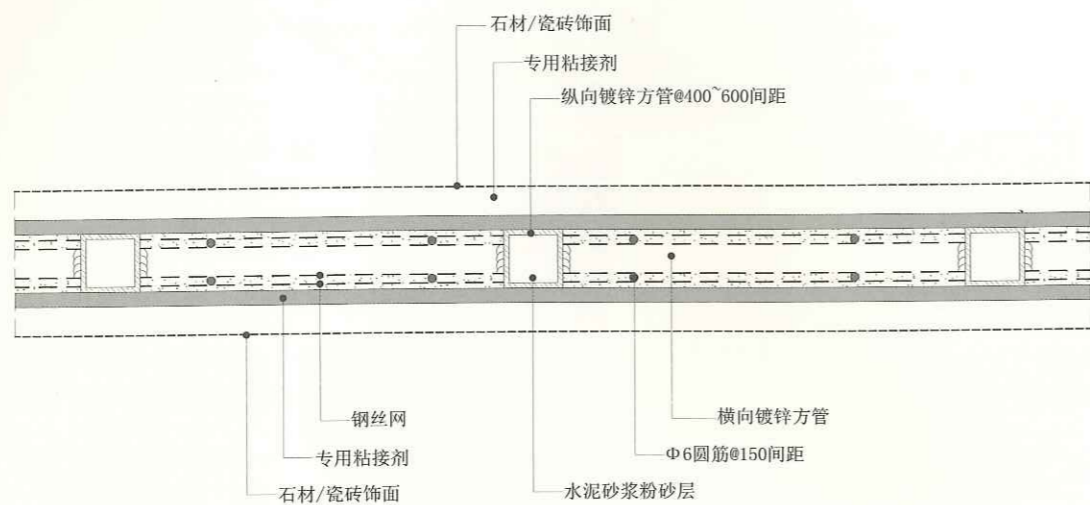 石材/瓷砖饰面
专用粘接剂
纵向镀锌方管@400~600间距
钢丝网
横向镀锌方管
专用粘接剂
Φ6圆筋@150间距
石材/瓷砖饰面
水泥砂浆粉砂层